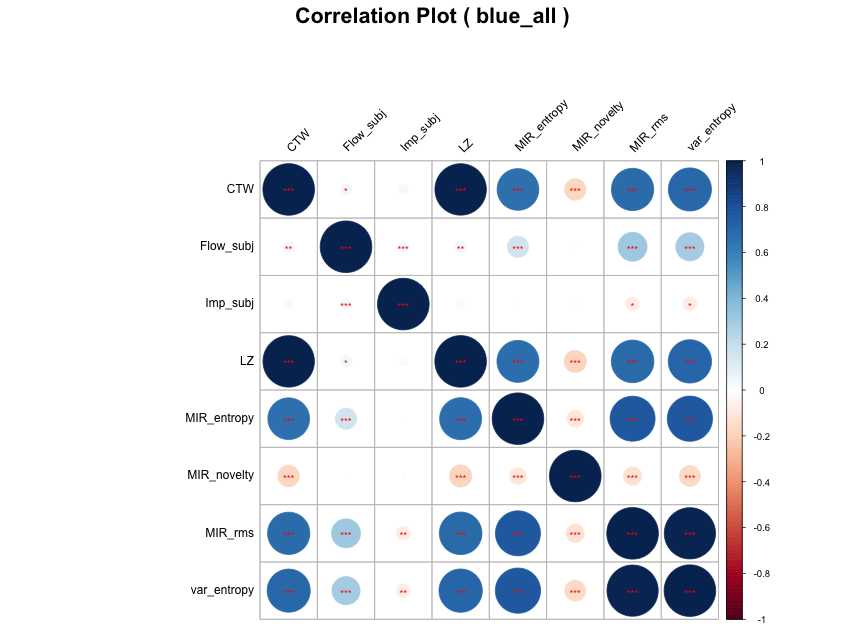 Correlation Plot ( blue_all )
CTW Flow_subj Imp_subj LZ MIR_entropy MIR_novelty MIR_rms var_entropy
1
CTW *** * *** *** *** *** ***
0.8
Flow_subj ** *** *** ** *** *** ***
0.6
0.4
Imp_subj *** *** * *
0.2
LZ *** * *** *** *** *** ***
0
MIR_entropy *** *** *** *** *** *** ***
-0.2
MIR_novelty *** *** *** *** *** ***
-0.4
MIR_rms *** *** ** *** *** *** *** ***
-0.6
-0.8
var_entropy *** *** ** *** *** *** *** ***
-1